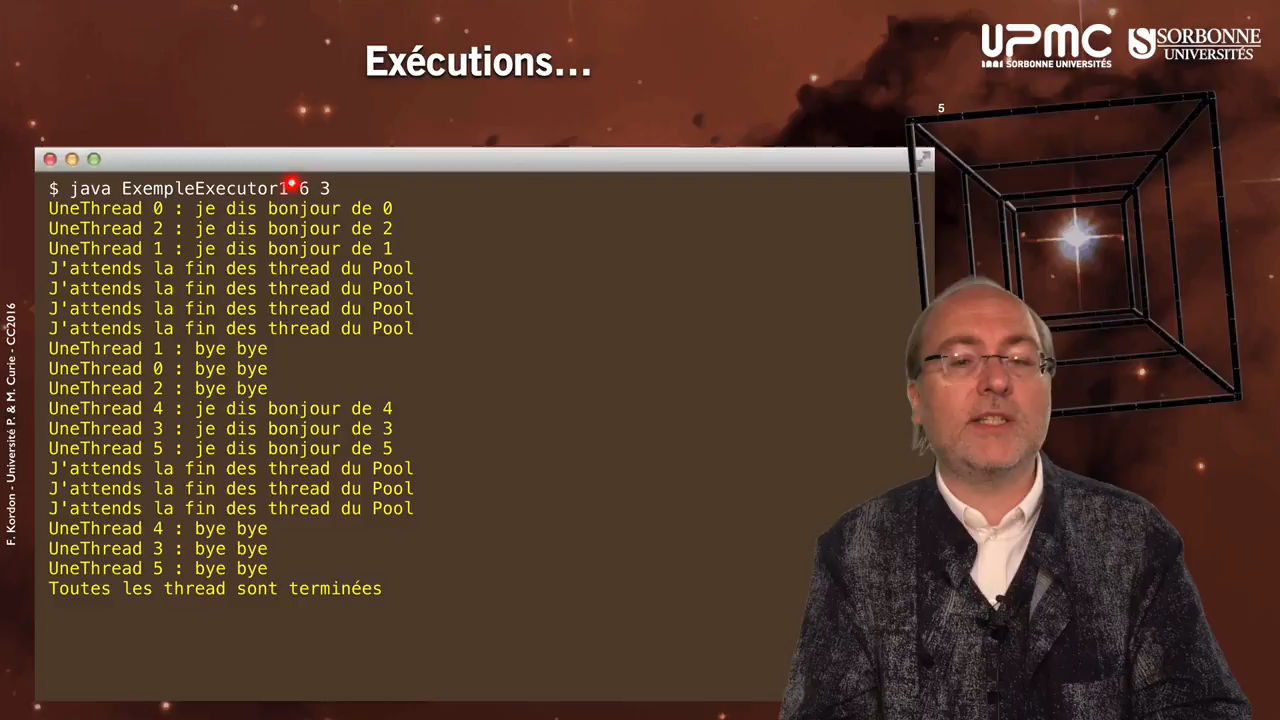 Exécutions...
UPMC
SORBONNE UNIVERSITÉS
SORBONNE
UNIVERSITÉS
5
$ java ExempleExecutor1 6 3
UneThread 0 : je dis bonjour de 0
UneThread 2 : je dis bonjour de 2
UneThread 1 : je dis bonjour de 1
J'attends la fin des thread du Pool
J'attends la fin des thread du Pool
J'attends la fin des thread du Pool
J'attends la fin des thread du Pool
UneThread 1 : bye bye
UneThread 0 : bye bye
UneThread 2 : bye bye
UneThread 4 : je dis bonjour de 4
UneThread 3 : je dis bonjour de 3
UneThread 5 : je dis bonjour de 5
J'attends la fin des thread du Pool
J'attends la fin des thread du Pool
J'attends la fin des thread du Pool
UneThread 4 : bye bye
UneThread 3 : bye bye
UneThread 5 : bye bye
Toutes les thread sont terminées
F. Kordon - Université P. & M. Curie - CC2016